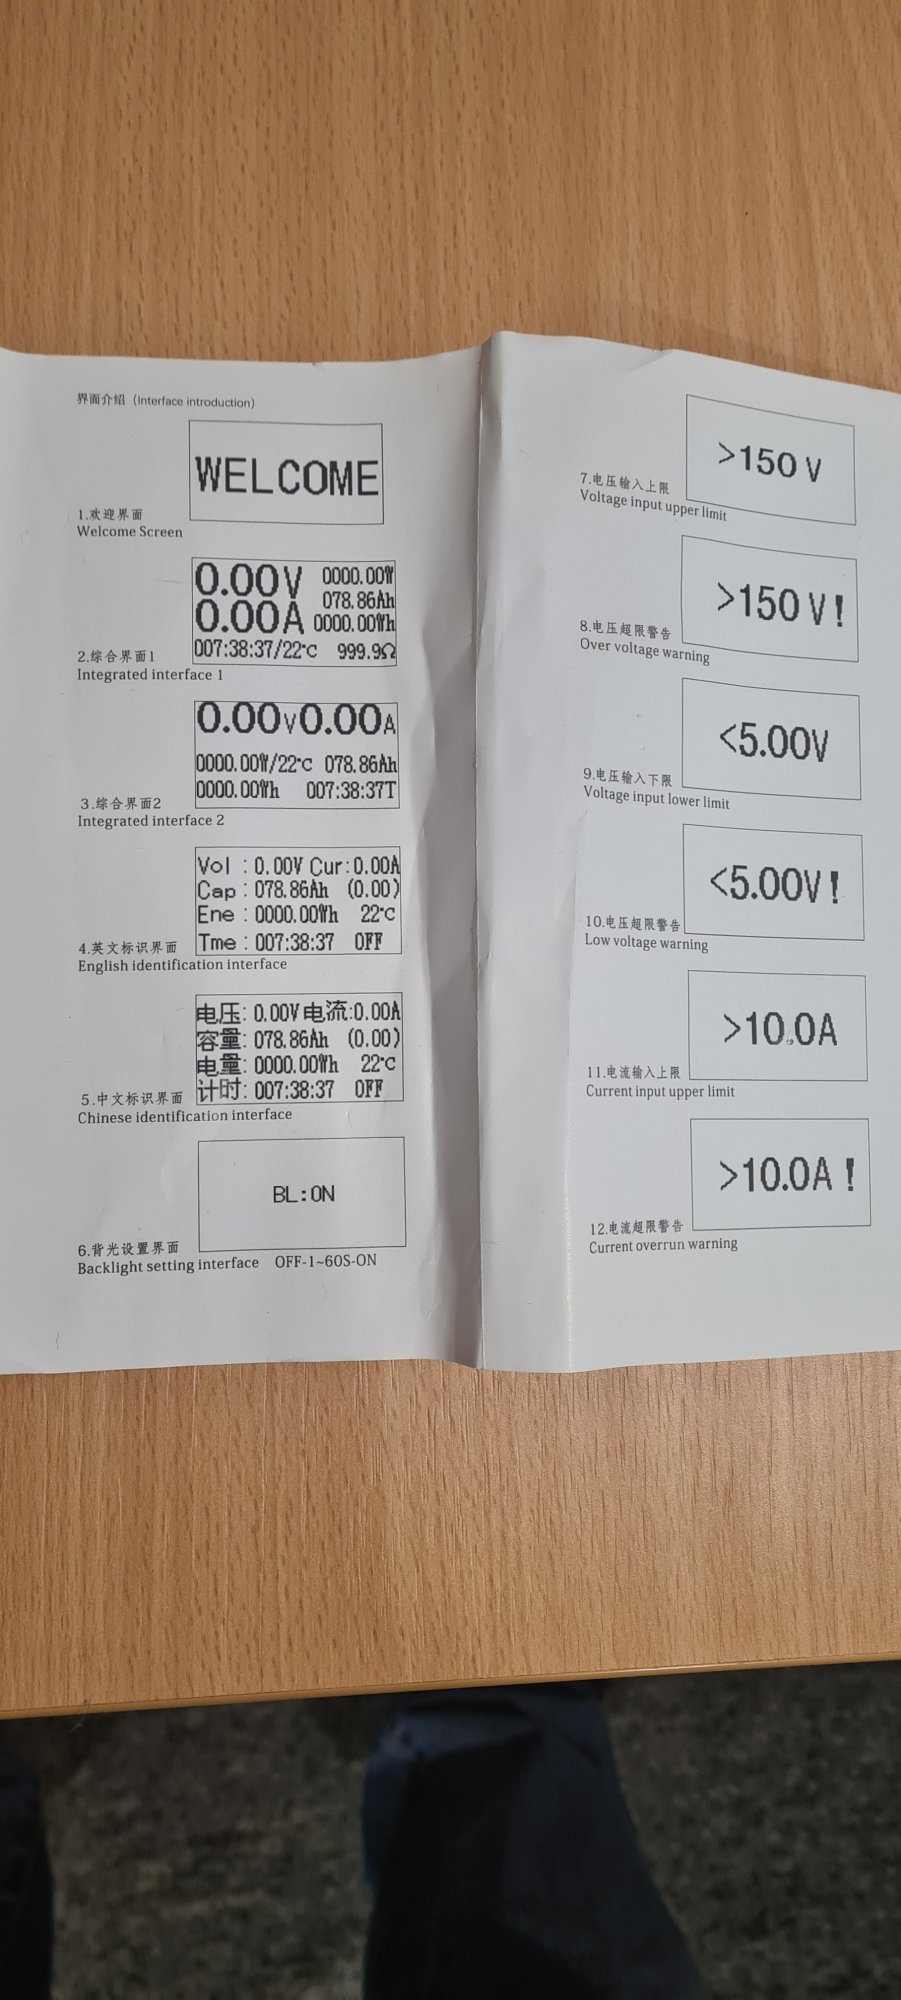 界面介绍（Interface introduction）
WELCOME
1.欢迎界面
Welcome Screen
0.00V 0000.00W
078.86Ah
0.00A 0000.00Wh
007:38:37/22℃ 999.9Ω
2.综合界面1
Integrated interface 1
0.00V0.00A
0000.00W/22℃ 078.86Ah
0000.00Wh 007:38:37T
3.综合界面2
Integrated interface 2
Vol : 0.00V Cur:0.00A
Cap : 078.86Ah (0.00)
Ene : 0000.00Wh 22℃
Tme : 007:38:37 OFF
4.英文标识界面
English identification interface
电压: 0.00V 电流:0.00A
容量: 078.86Ah (0.00)
电量: 0000.00Wh 22℃
计时: 007:38:37 OFF
5.中文标识界面
Chinese identification interface
BL:ON
6.背光设置界面
Backlight setting interface OFF-1~60S-ON
>150 V
7.电压输入上限
Voltage input upper limit
>150 V!
8.电压超限警告
Over voltage warning
<5.00V
9.电压输入下限
Voltage input lower limit
<5.00V!
10.电压超限警告
Low voltage warning
>10.0A
11.电流输入上限
Current input upper limit
>10.0A !
12.电流超限警告
Current overrun warning